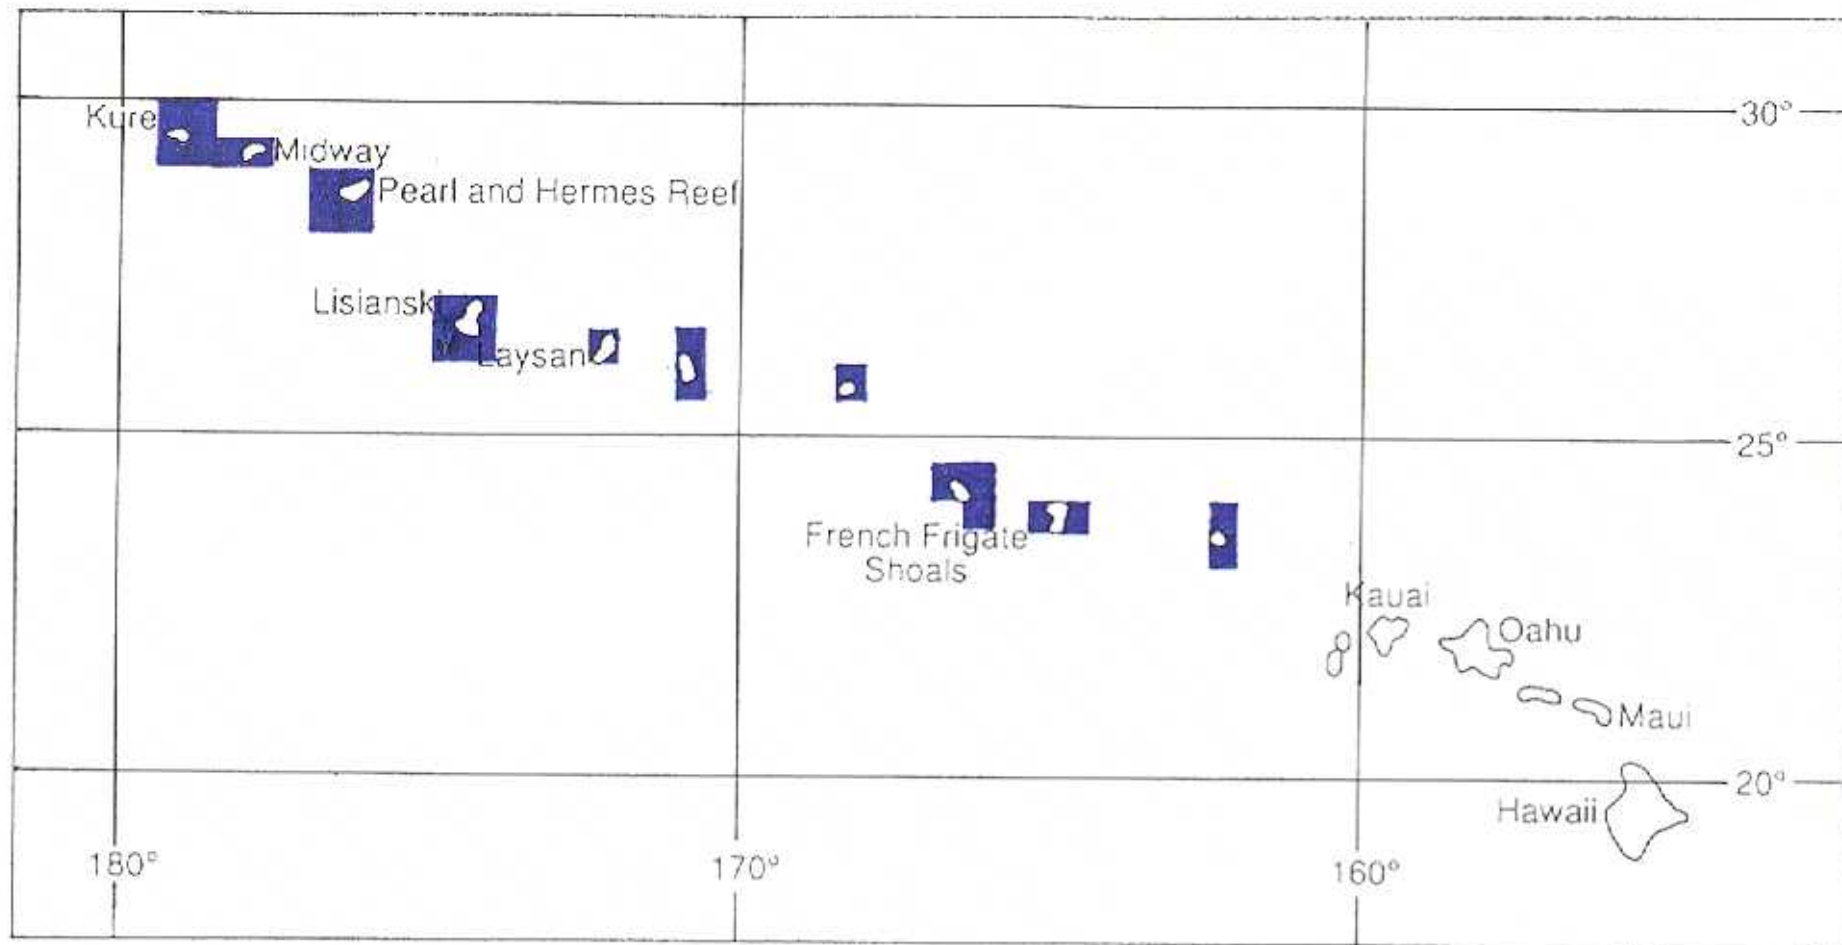 Kure
30°
Midway
Pearl and Hermes Reef
Lisianski
Laysan
25°
French Frigate
Shoals
Kauai
Oahu
Maui
20°
Hawaii
180°
170°
160°